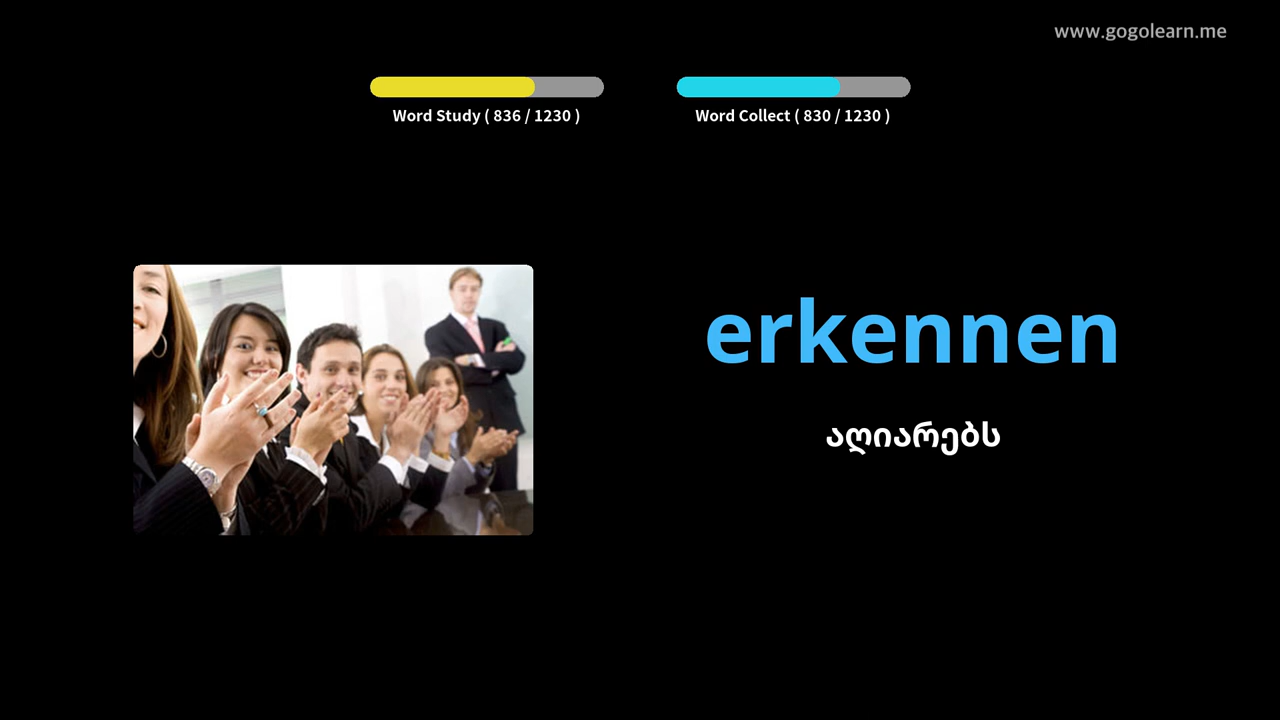 www.gogolearn.me
Word Study ( 836 / 1230 )
Word Collect ( 830 / 1230 )
erkennen
აღიარებს